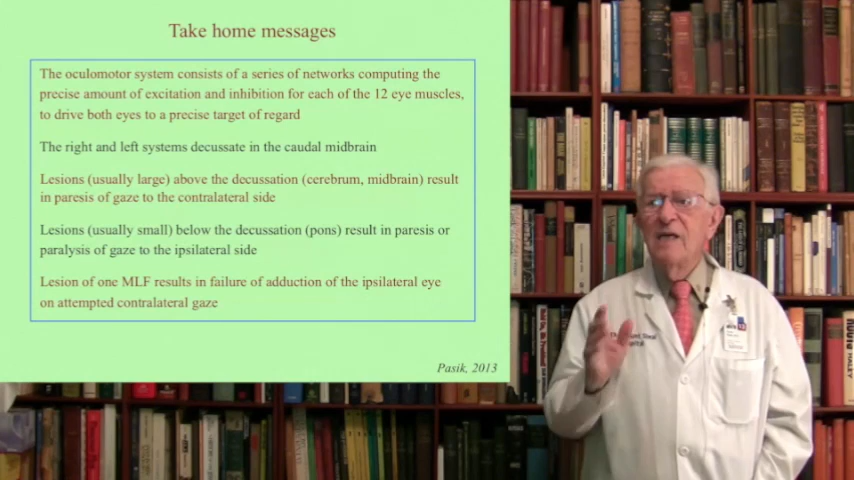 Take home messages
The oculomotor system consists of a series of networks computing the
precise amount of excitation and inhibition for each of the 12 eye muscles,
to drive both eyes to a precise target of regard
The right and left systems decussate in the caudal midbrain
Lesions (usually large) above the decussation (cerebrum, midbrain) result
in paresis of gaze to the contralateral side
Lesions (usually small) below the decussation (pons) result in paresis or
paralysis of gaze to the ipsilateral side
Lesion of one MLF results in failure of adduction of the ipsilateral eye
on attempted contralateral gaze
Pasik, 2013